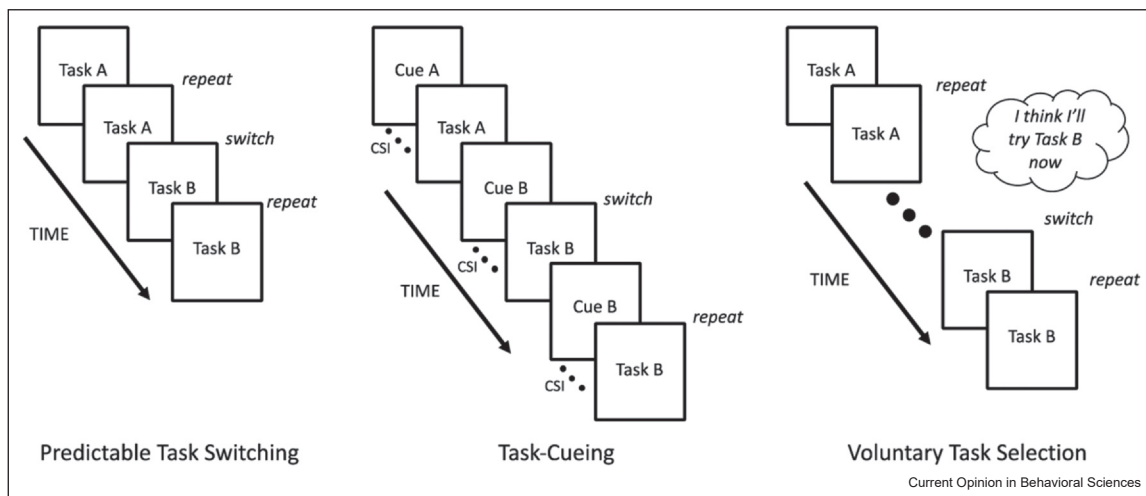 Task A
repeat
Task A
switch
Task B
repeat
Task B
TIME
Predictable Task Switching
Cue A
CSI
Task A
Cue B
switch
CSI
Task B
TIME
Cue B
repeat
CSI
Task B
Task-Cueing
Task A
repeat
Task A
I think I'll
try Task B
now
switch
Task B
TIME
repeat
Task B
Voluntary Task Selection
Current Opinion in Behavioral Sciences